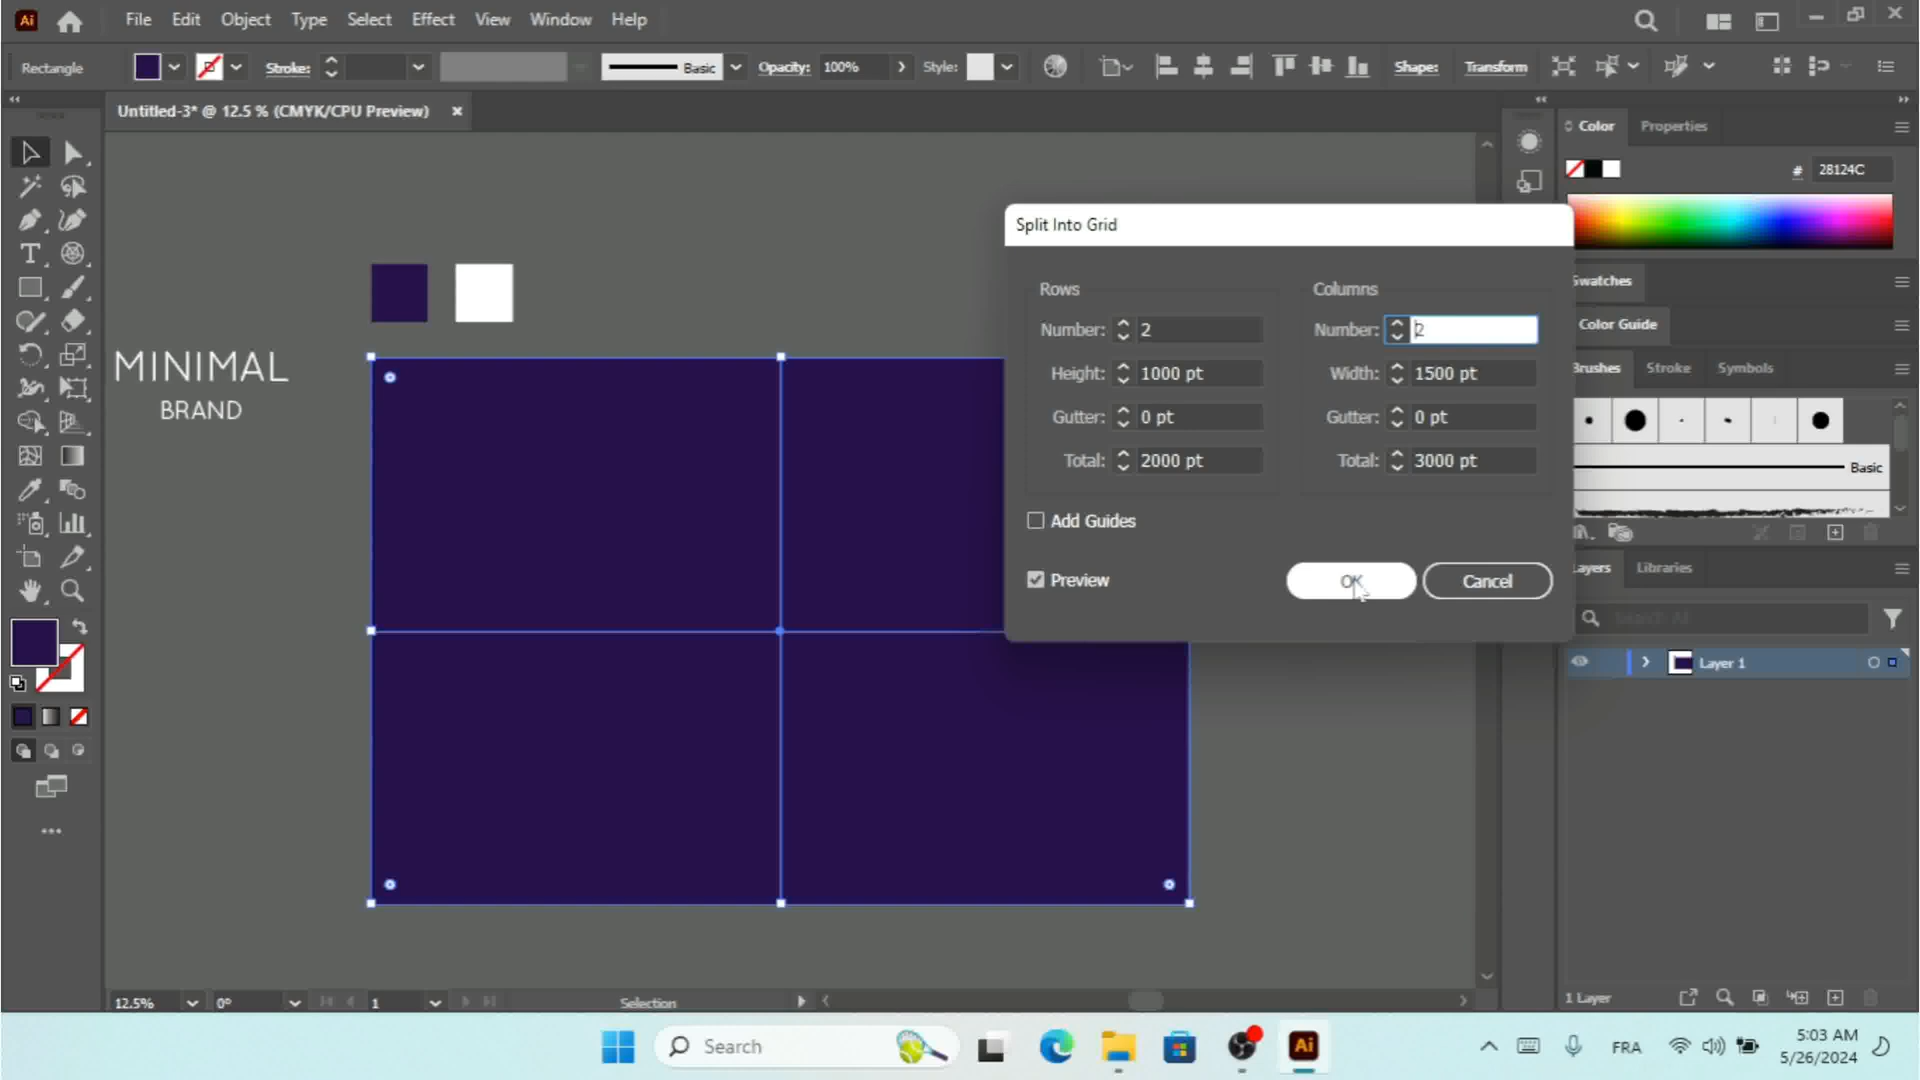 Ai File Edit Object Type Select Effect View Window Help
Rectangle Stroke: Basic Opacity: 100% Style: Shape: Transform
Untitled-3* @ 12.5 % (CMYK/CPU Preview) ×
Color Properties
# 28124C
Split Into Grid
Swatches
Rows Columns
Number: 2 Number: 2
Color Guide
MINIMAL
BRAND
Height: 1000 pt Width: 1500 pt
Brushes Stroke Symbols
Gutter: 0 pt Gutter: 0 pt
Total: 2000 pt Total: 3000 pt
Basic
Add Guides
Preview OK Cancel
Layers Libraries
Search All
Layer 1
12.5% 0° 1 Selection
1 Layer
Search
Ai
FRA
5:03 AM
5/26/2024